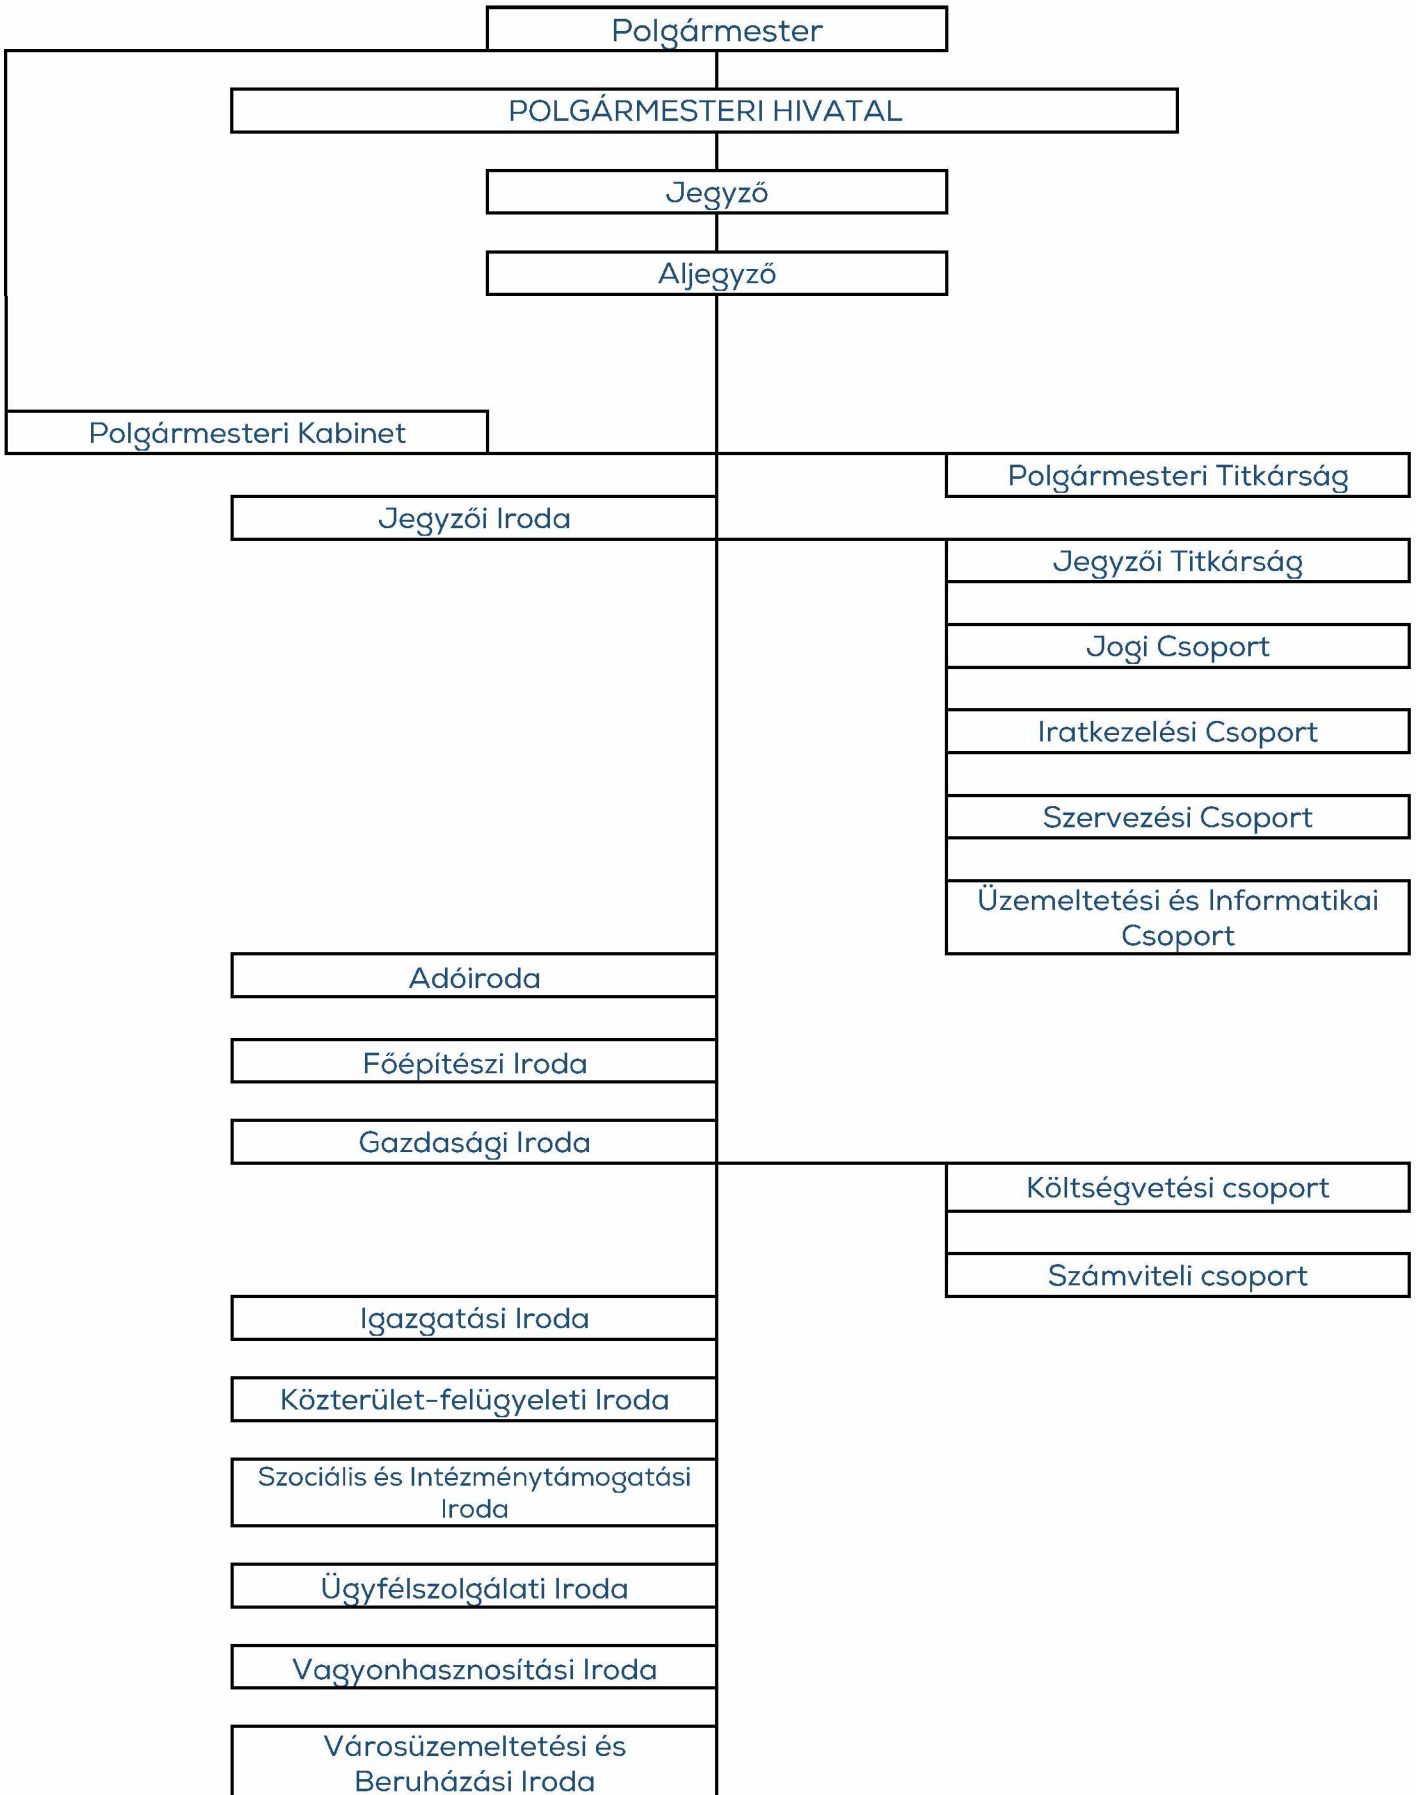 Polgármester
POLGÁRMESTERI HIVATAL
Jegyző
Aljegyző
Polgármesteri Kabinet
Polgármesteri Titkárság
Jegyzői Iroda
Jegyzői Titkárság
Jogi Csoport
Iratkezelési Csoport
Szervezési Csoport
Üzemeltetési és Informatikai
Csoport
Adóiroda
Főépítészi Iroda
Gazdasági Iroda
Költségvetési csoport
Számviteli csoport
Igazgatási Iroda
Közterület-felügyeleti Iroda
Szociális és Intézménytámogatási
Iroda
Ügyfélszolgálati Iroda
Vagyonhasznosítási Iroda
Városüzemeltetési és
Beruházási Iroda